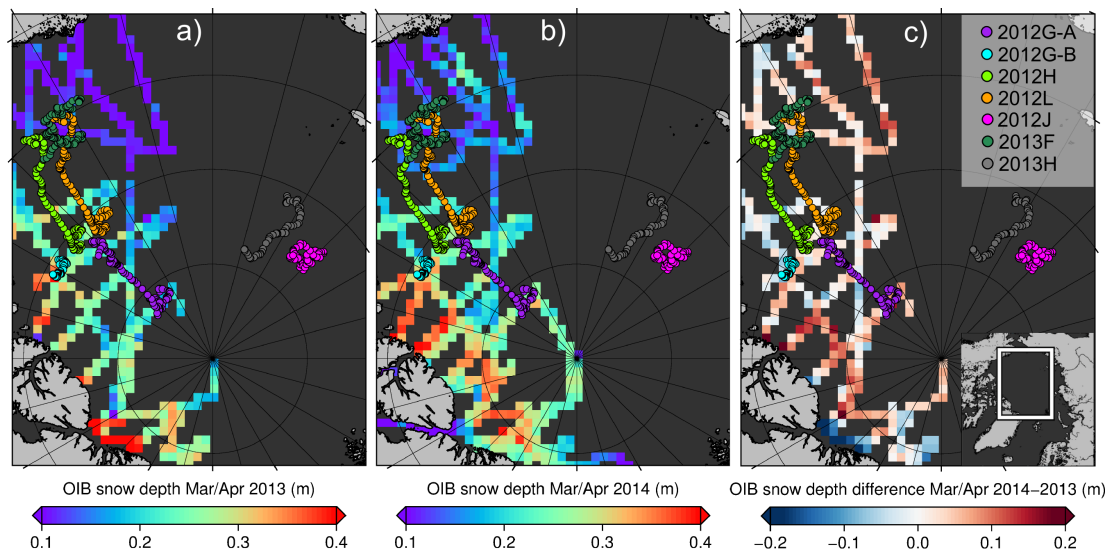 a)
b)
c)
2012G-A
2012G-B
2012H
2012L
2012J
2013F
2013H
OIB snow depth Mar/Apr 2013 (m)
OIB snow depth Mar/Apr 2014 (m)
OIB snow depth difference Mar/Apr 2014−2013 (m)
0.1 0.2 0.3 0.4
0.1 0.2 0.3 0.4
−0.2 −0.1 0.0 0.1 0.2